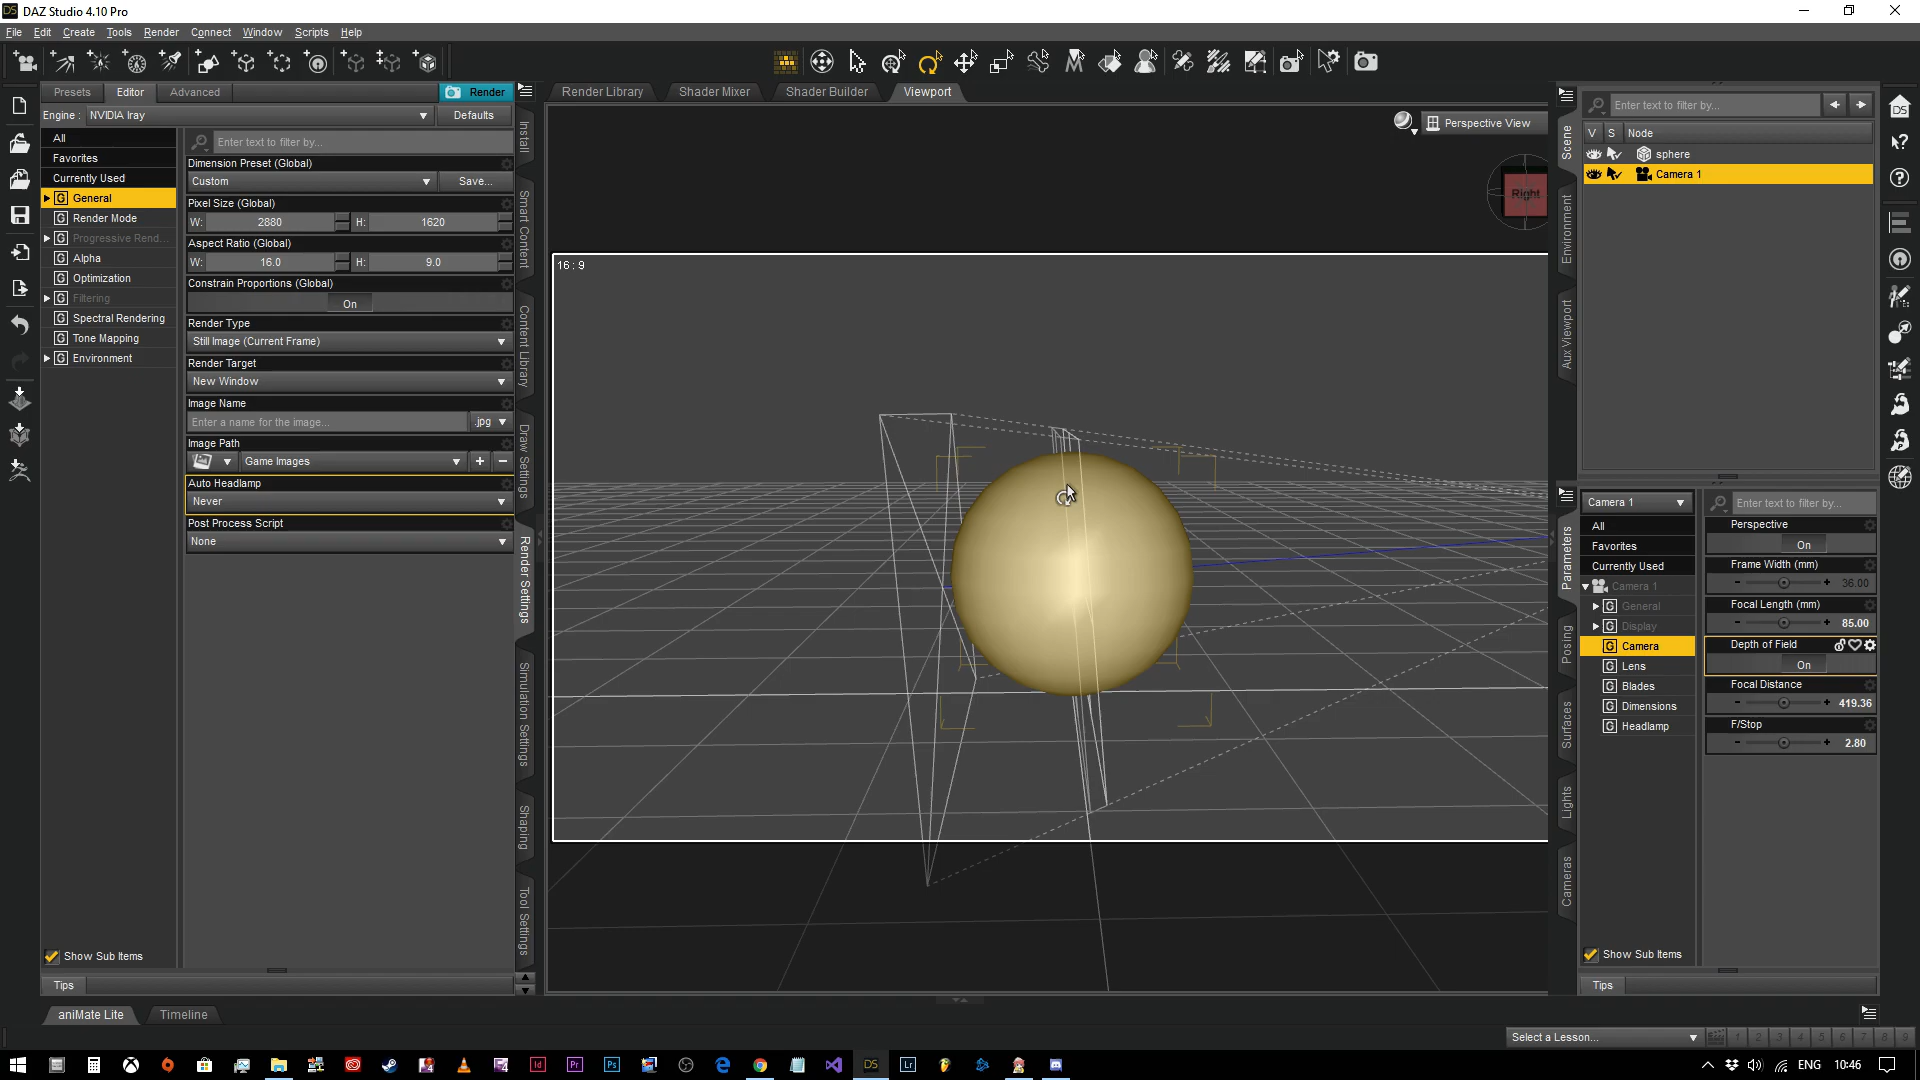 DAZ Studio 4.10 Pro
File Edit Create Tools Render Connect Window Scripts Help
Presets Editor Advanced Render
Engine : NVIDIA Iray Defaults
All
Favorites
Currently Used
General
Render Mode
Progressive Rend...
Alpha
Optimization
Filtering
Spectral Rendering
Tone Mapping
Environment
Show Sub Items
Tips
Enter text to filter by...
Dimension Preset (Global)
Custom Save...
Pixel Size (Global)
W: 2880 H: 1620
Aspect Ratio (Global)
W: 16.0 H: 9.0
Constrain Proportions (Global)
On
Render Type
Still Image (Current Frame)
Render Target
New Window
Image Name
Enter a name for the image... .jpg
Image Path
Game Images
Auto Headlamp
Never
Post Process Script
None
Install
Smart Content
Content Library
Draw Settings
Render Settings
Simulation Settings
Shaping
Tool Settings
Render Library Shader Mixer Shader Builder Viewport
Perspective View
Right
16 : 9
Scene
Environment
Aux Viewport
Enter text to filter by...
V S Node
sphere
Camera 1
Parameters
Posing
Surfaces
Lights
Cameras
Camera 1
All
Favorites
Currently Used
Camera 1
General
Display
Camera
Lens
Blades
Dimensions
Headlamp
Show Sub Items
Tips
Enter text to filter by...
Perspective
On
Frame Width (mm)
36.00
Focal Length (mm)
85.00
Depth of Field
On
Focal Distance
419.36
F/Stop
2.80
aniMate Lite Timeline
Select a Lesson... 1 2 3 4 5 6 7 8 9
ENG 10:46